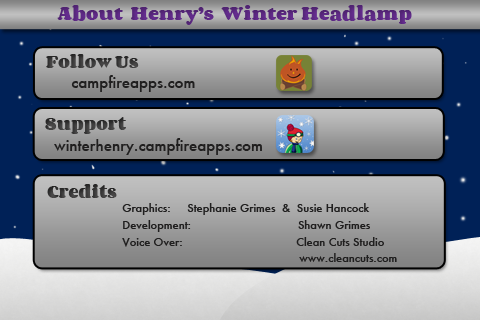 About Henry's Winter Headlamp
Follow Us
campfireapps.com
Support
winterhenry.campfireapps.com
Credits
Graphics: Stephanie Grimes & Susie Hancock
Development: Shawn Grimes
Voice Over: Clean Cuts Studio
www.cleancuts.com